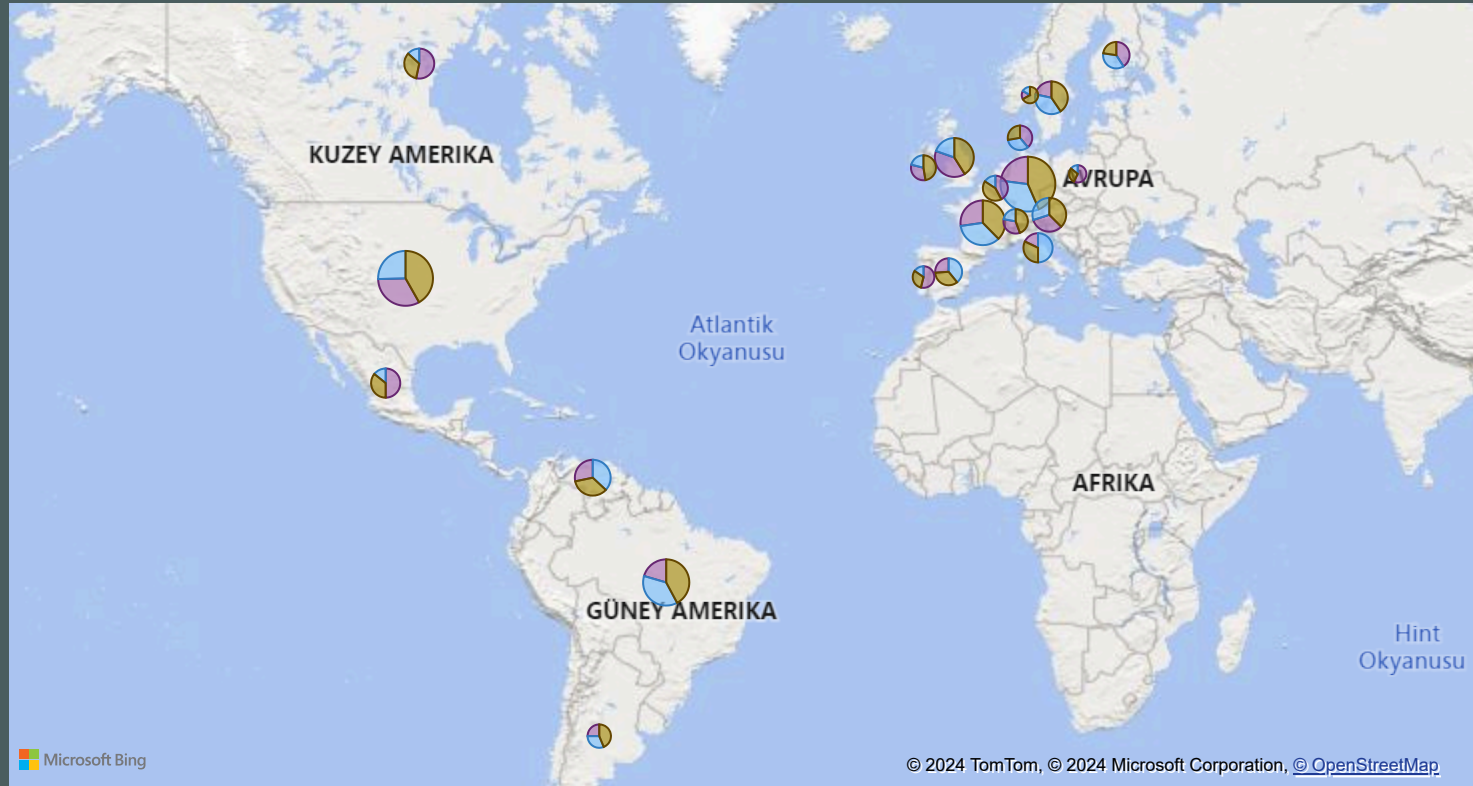 KUZEY AMERIKA
AVRUPA
Atlantik
Okyanusu
AFRIKA
GÜNEY AMERIKA
Hint
Okyanusu
Microsoft Bing
© 2024 TomTom, © 2024 Microsoft Corporation, © OpenStreetMap